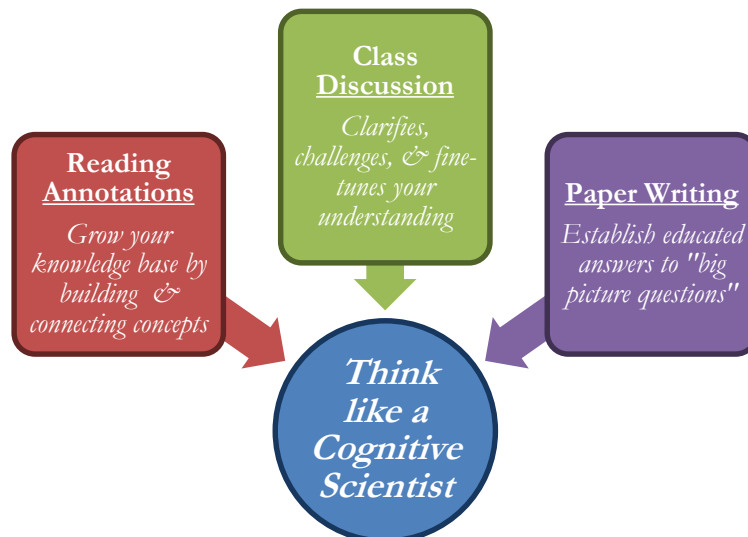 Reading
Annotations
Grow your
knowledge base by
building & 
connecting concepts
Class
Discussion
Clarifies,
challenges, & fine-
tunes your
understanding
Paper Writing
Establish educated
answers to "big
picture questions"
Think
like a
Cognitive
Scientist